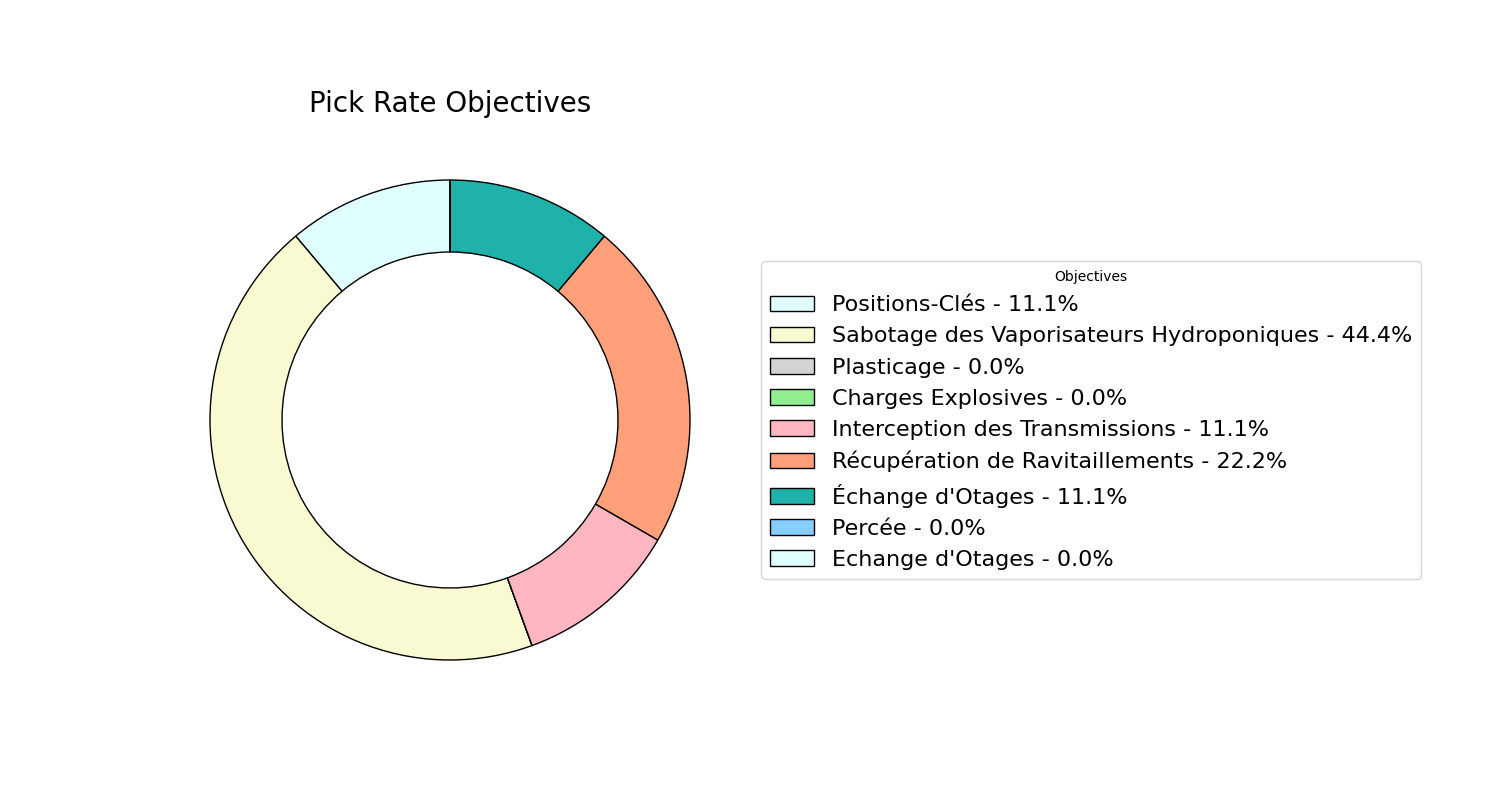 Pick Rate Objectives
Objectives
Positions-Clés - 11.1%
Sabotage des Vaporisateurs Hydroponiques - 44.4%
Plasticage - 0.0%
Charges Explosives - 0.0%
Interception des Transmissions - 11.1%
Récupération de Ravitaillements - 22.2%
Échange d'Otages - 11.1%
Percée - 0.0%
Echange d'Otages - 0.0%